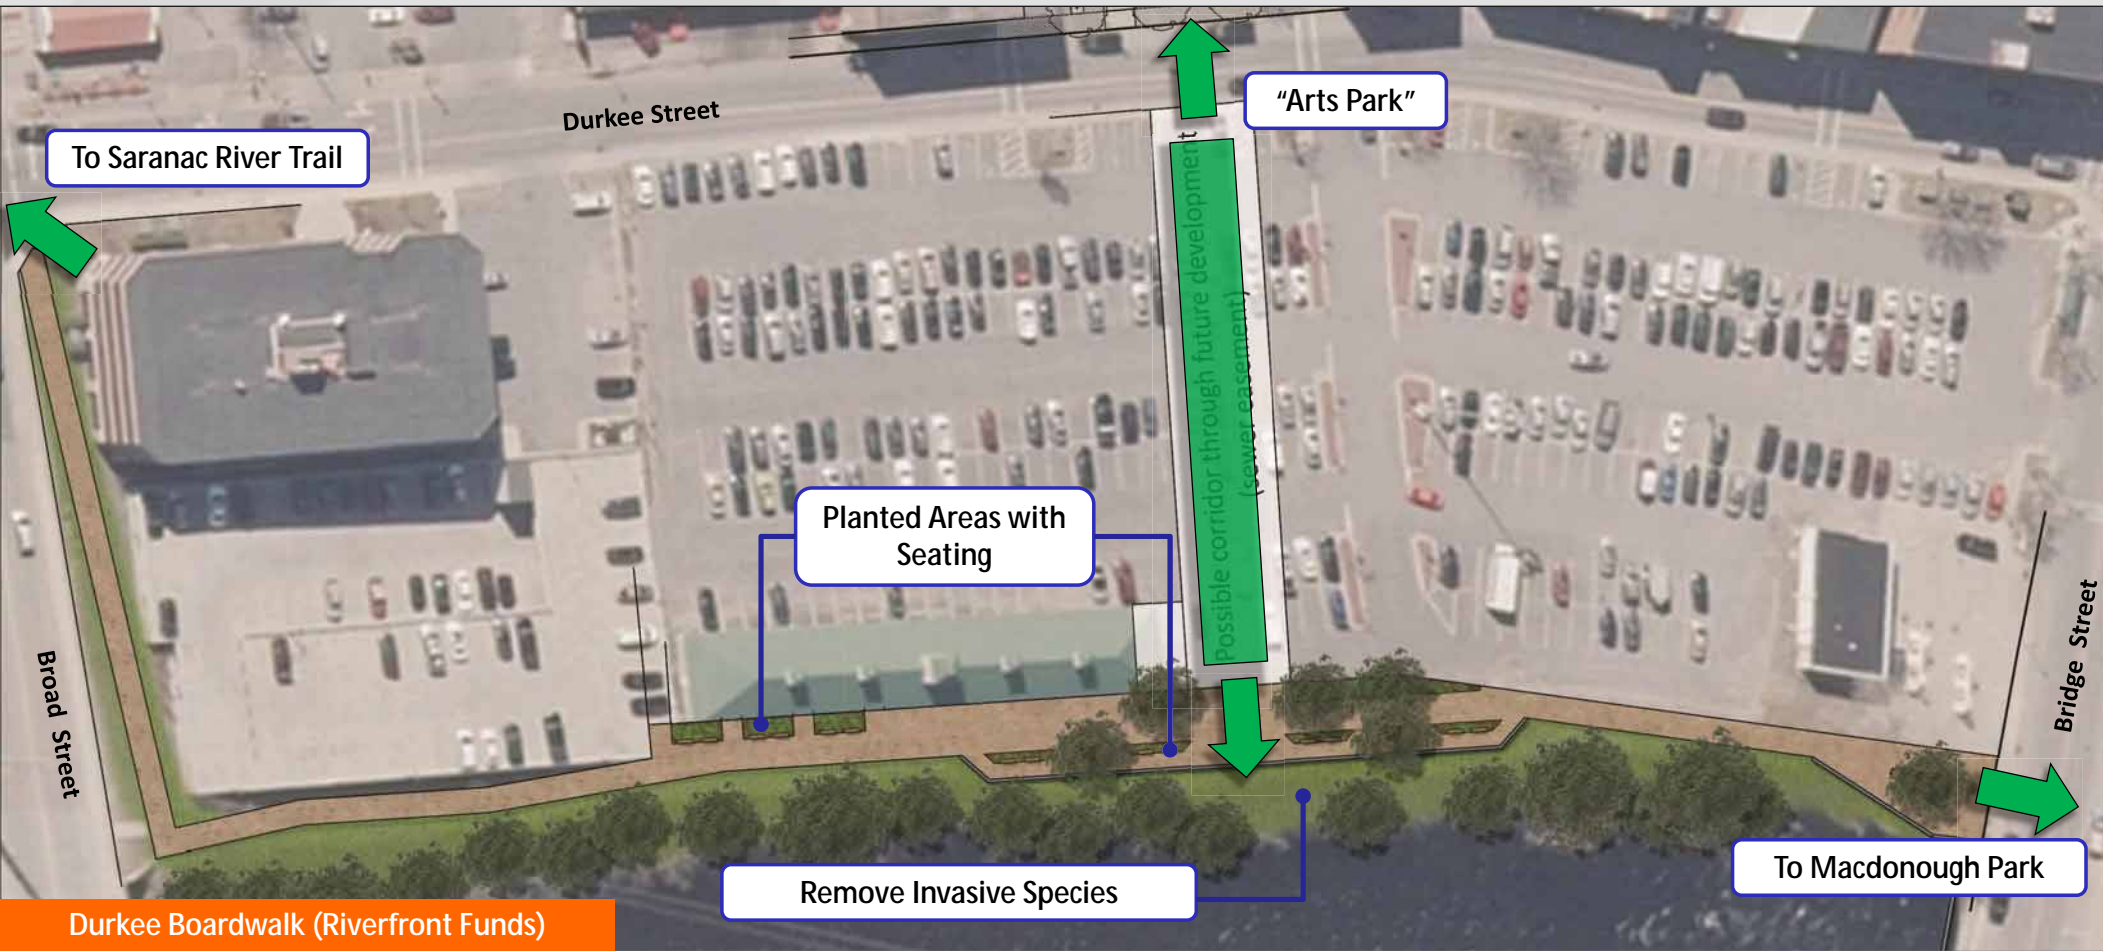 Durkee Street
"Arts Park"
To Saranac River Trail
Possible corridor through future development
(sewer easement)
Planted Areas with
Seating
Broad Street
Bridge Street
Remove Invasive Species
To Macdonough Park
Durkee Boardwalk (Riverfront Funds)